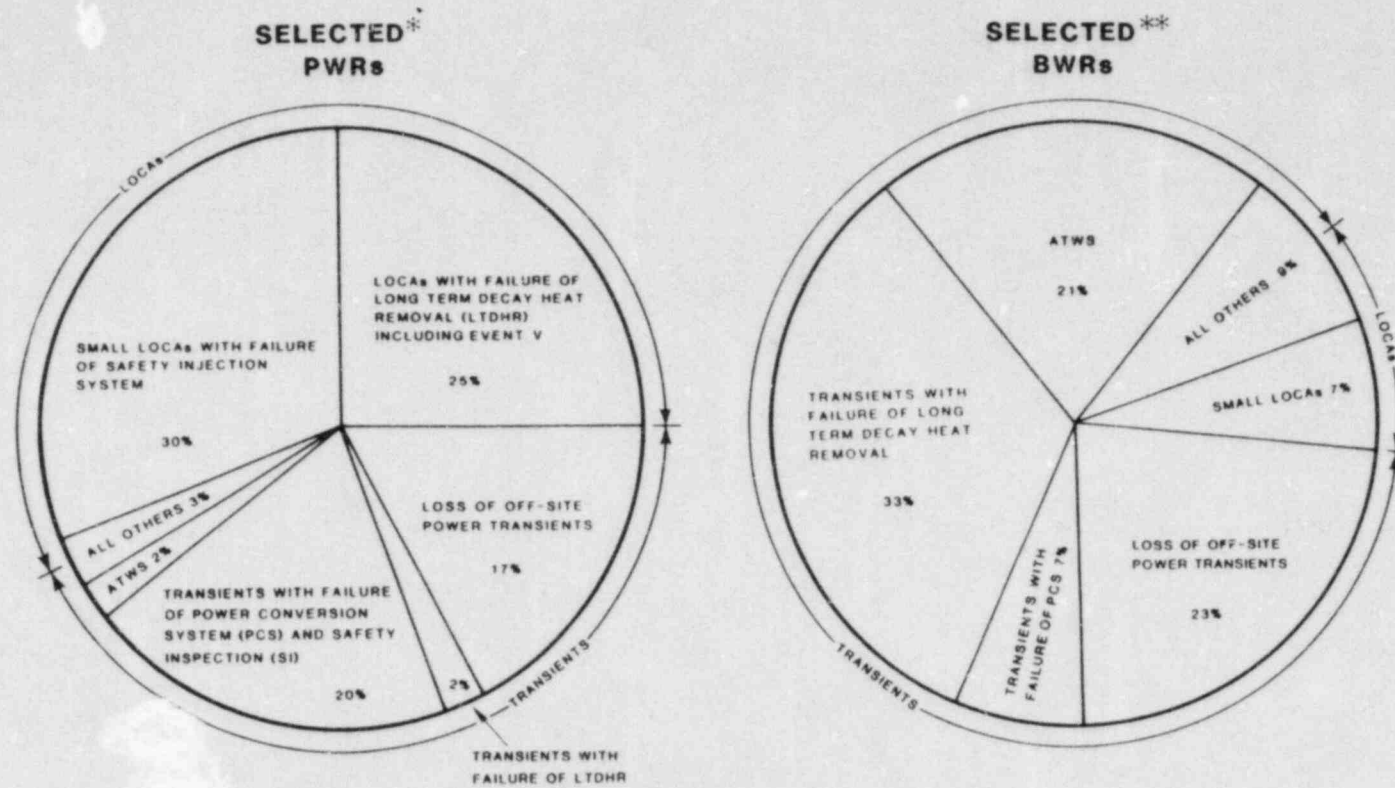 SELECTED*
PWRs
LOCAs
LOCAs WITH FAILURE OF
LONG TERM DECAY HEAT
REMOVAL (LTDHR)
INCLUDING EVENT V
25%
SMALL LOCAs WITH FAILURE
OF SAFETY INJECTION
SYSTEM
30%
ALL OTHERS 3%
ATWS 2%
TRANSIENTS WITH FAILURE
OF POWER CONVERSION
SYSTEM (PCS) AND SAFETY
INSPECTION (SI)
20%
2%
LOSS OF OFF-SITE
POWER TRANSIENTS
17%
TRANSIENTS
TRANSIENTS WITH
FAILURE OF LTDHR
SELECTED**
BWRs
ATWS
21%
ALL OTHERS 9%
LOCAs
SMALL LOCAs 7%
TRANSIENTS WITH
FAILURE OF LONG
TERM DECAY HEAT
REMOVAL
33%
TRANSIENTS WITH
FAILURE OF PCS 7%
LOSS OF OFF-SITE
POWER TRANSIENTS
23%
TRANSIENTS